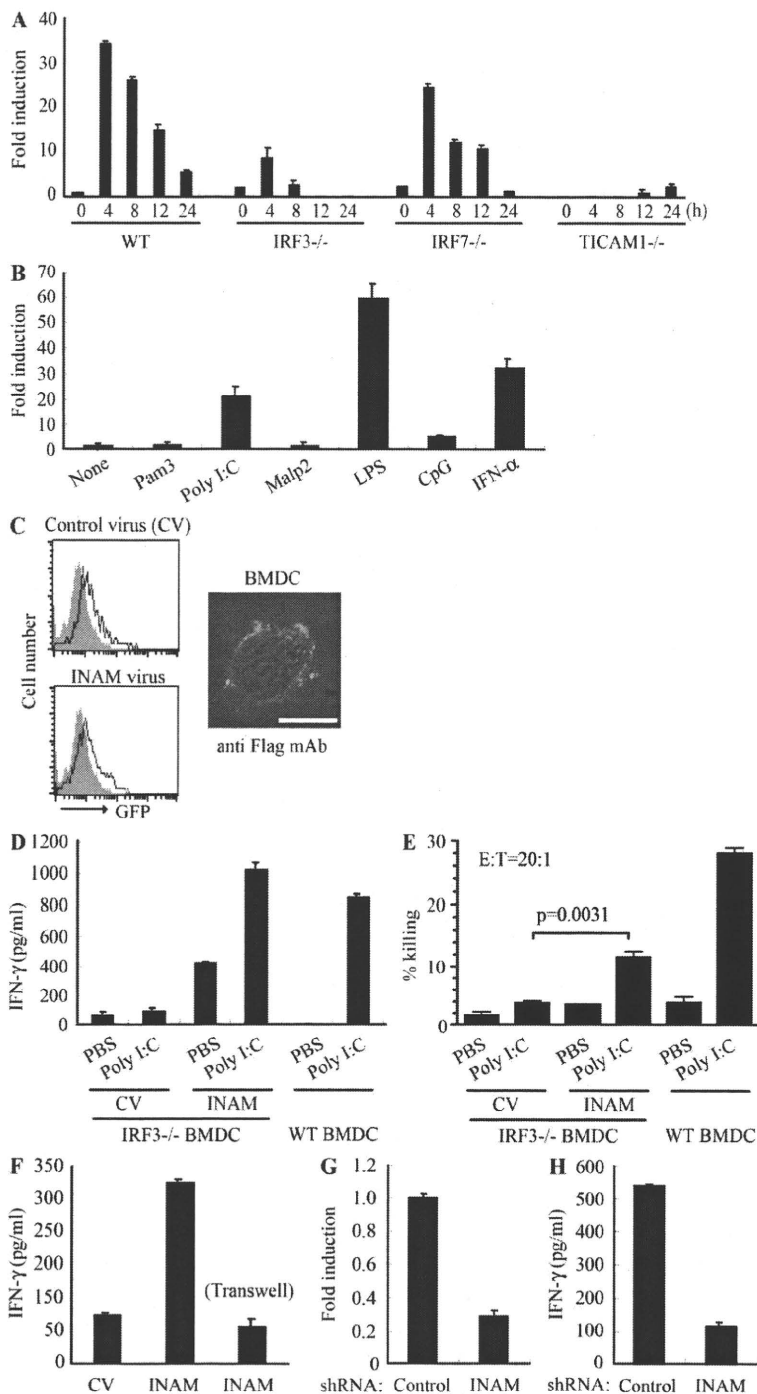 A
Fold induction
40
30
20
10
0
0 4 8 12 24 0 4 8 12 24 0 4 8 12 24 0 4 8 12 24 (h)
WT IRF3-/- IRF7-/- TICAM1-/-
B
Fold induction
70
60
50
40
30
20
10
0
None Pam3 Poly I:C Malp2 LPS CpG IFN-α
C
Control virus (CV)
INAM virus
Cell number
GFP
BMDC
anti Flag mAb
D
IFN-γ (pg/ml)
1200
1000
800
600
400
200
0
PBS Poly I:C PBS Poly I:C PBS Poly I:C
CV INAM
IRF3-/- BMDC WT BMDC
E
% killing
30
20
10
0
E:T=20:1
p=0.0031
PBS Poly I:C PBS Poly I:C PBS Poly I:C
CV INAM
IRF3-/- BMDC WT BMDC
F
IFN-γ (pg/ml)
350
300
250
200
150
100
50
0
(Transwell)
CV INAM INAM
G
Fold induction
1.2
1.0
0.8
0.6
0.4
0.2
0
shRNA: Control INAM
H
IFN-γ (pg/ml)
600
500
400
300
200
100
0
shRNA: Control INAM